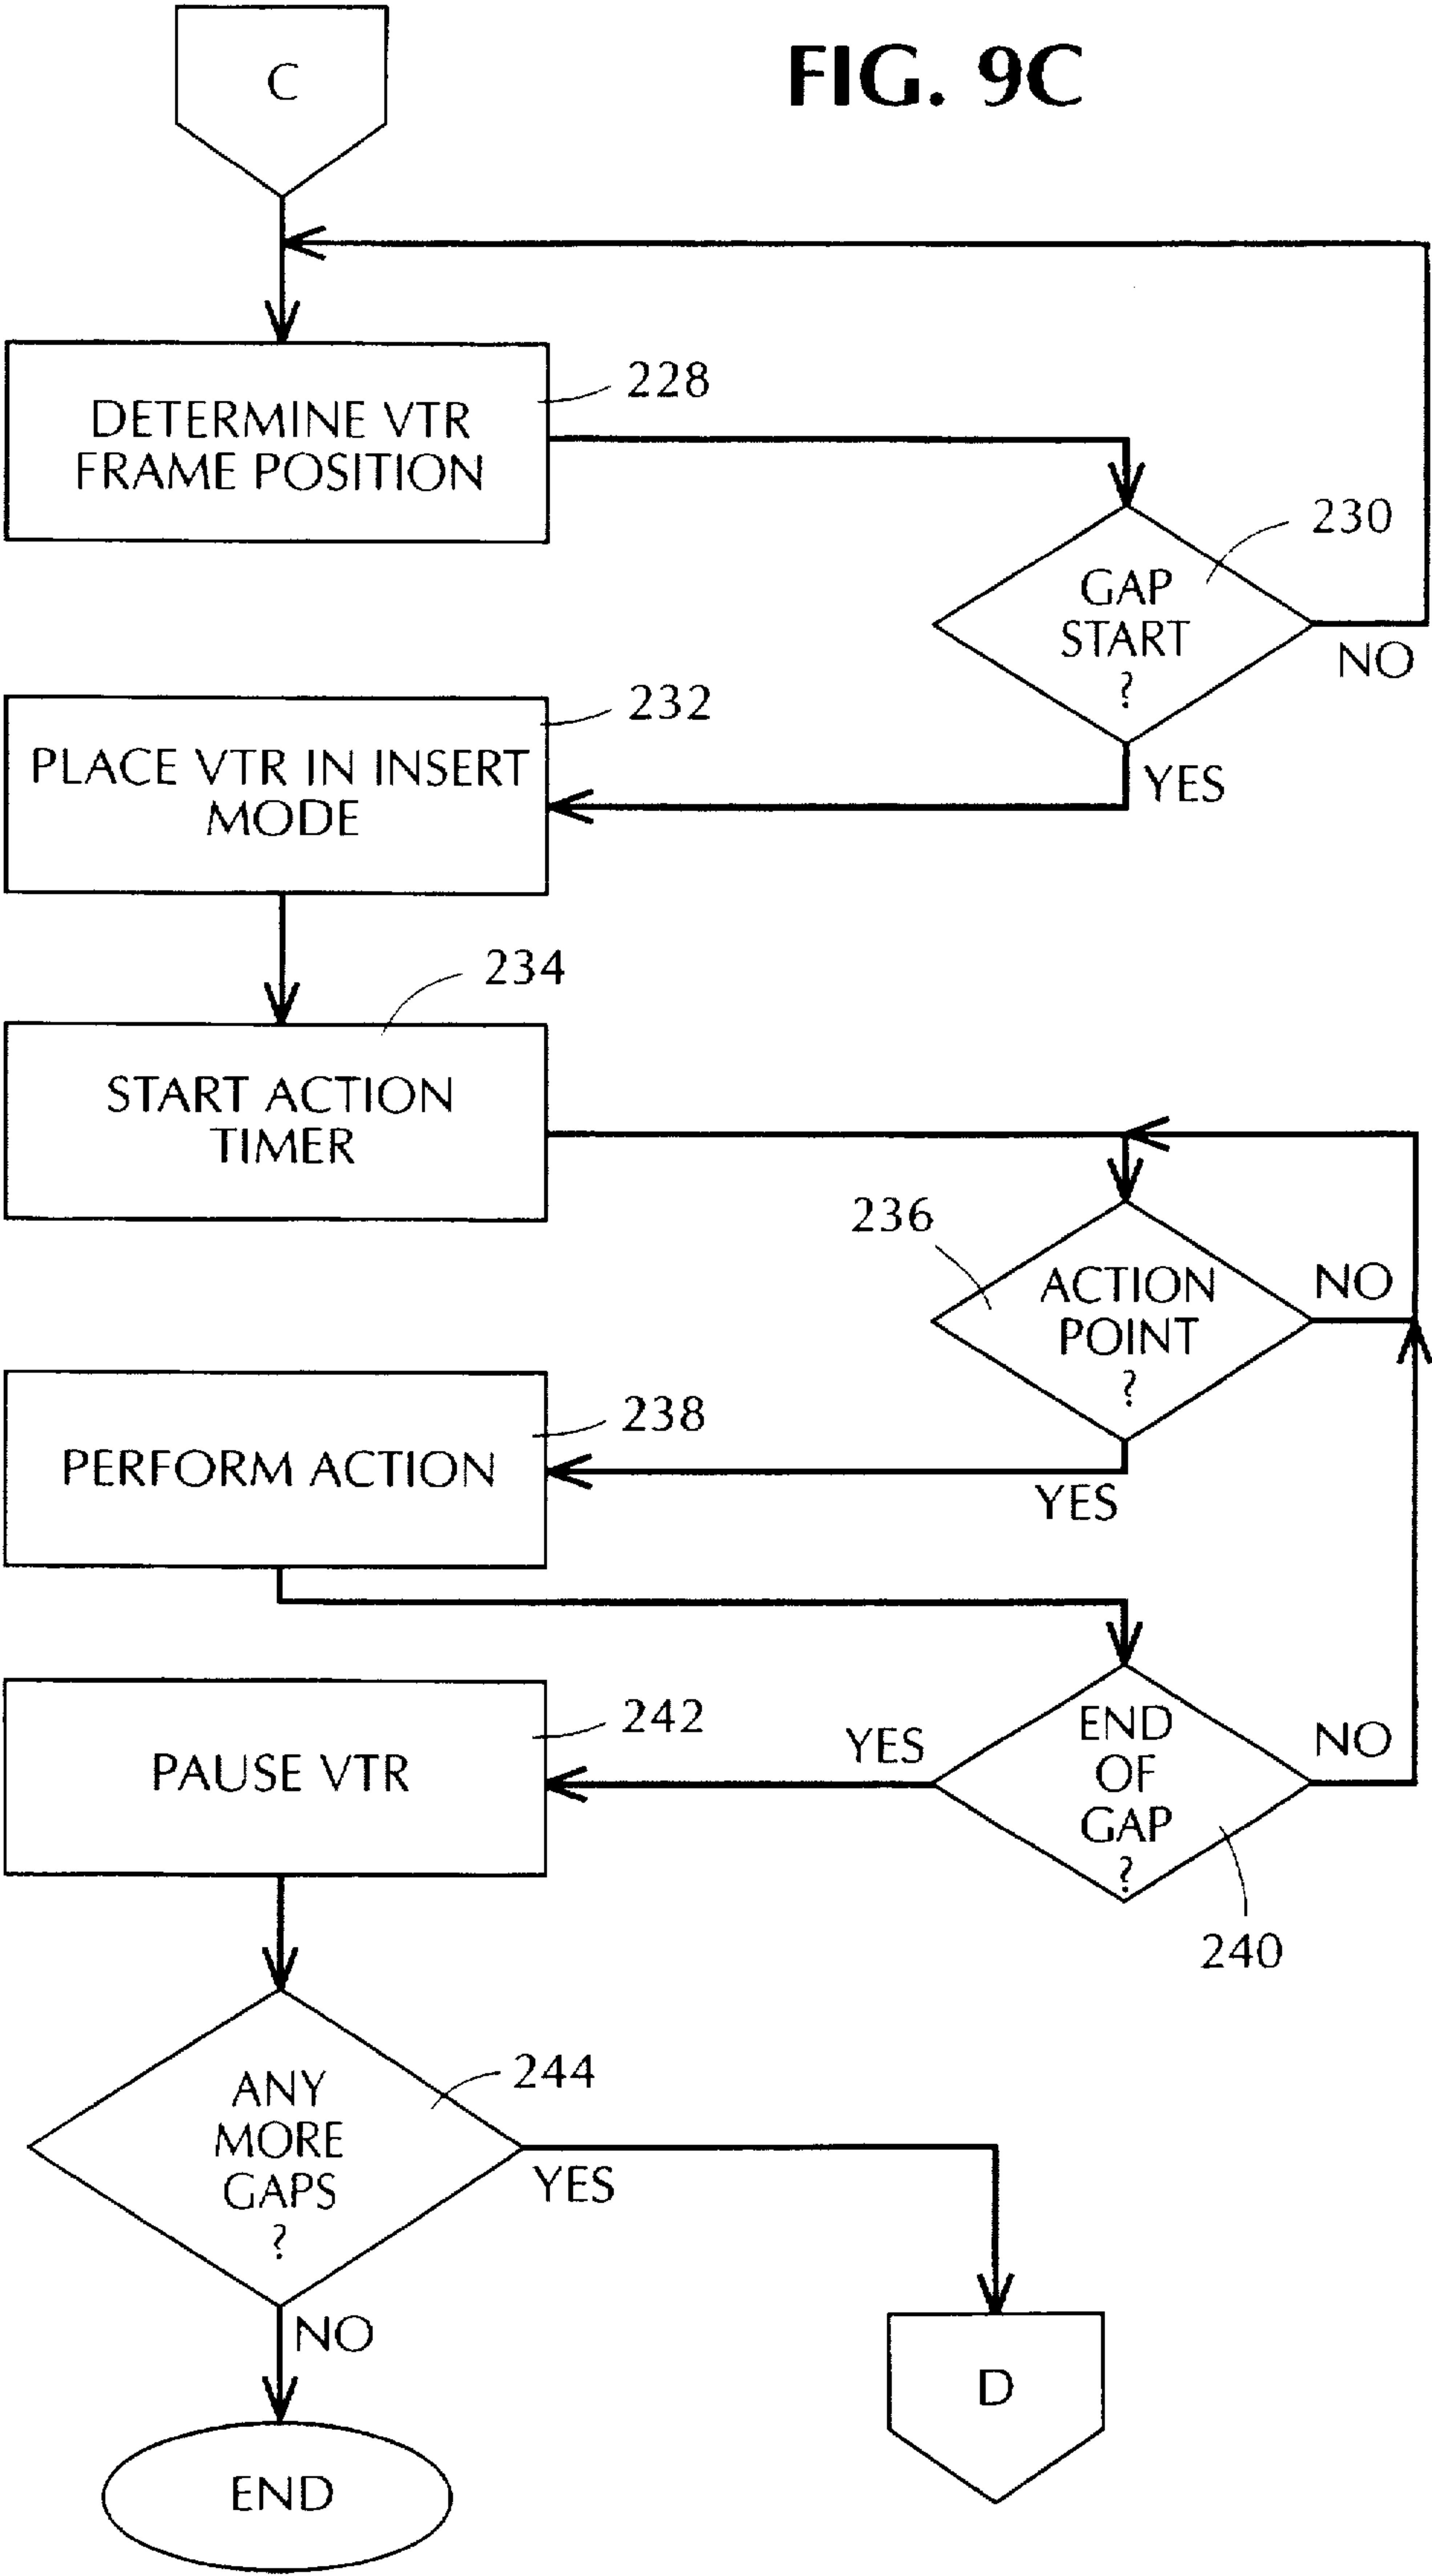 C
FIG. 9C
228
DETERMINE VTR
FRAME POSITION
230
GAP
START
?
NO
232
YES
PLACE VTR IN INSERT
MODE
234
START ACTION
TIMER
236
ACTION
POINT
?
NO
238
YES
PERFORM ACTION
242
PAUSE VTR
YES
END
OF
GAP
?
NO
240
244
ANY
MORE
GAPS
?
YES
NO
D
END